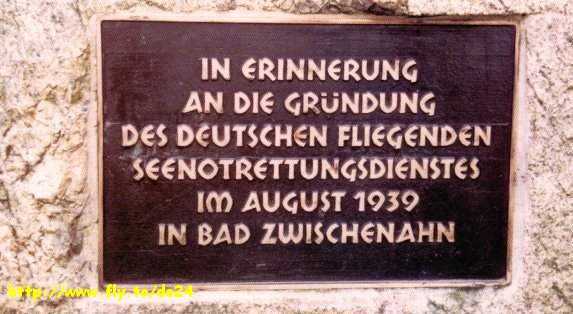 IN ERINNERUNG
AN DIE GRÜNDUNG
DES DEUTSCHEN FLIEGENDEN
SEENOTRETTUNGSDIENSTES
IM AUGUST 1939
IN BAD ZWISCHENAHN
http://www.fly.to/do24